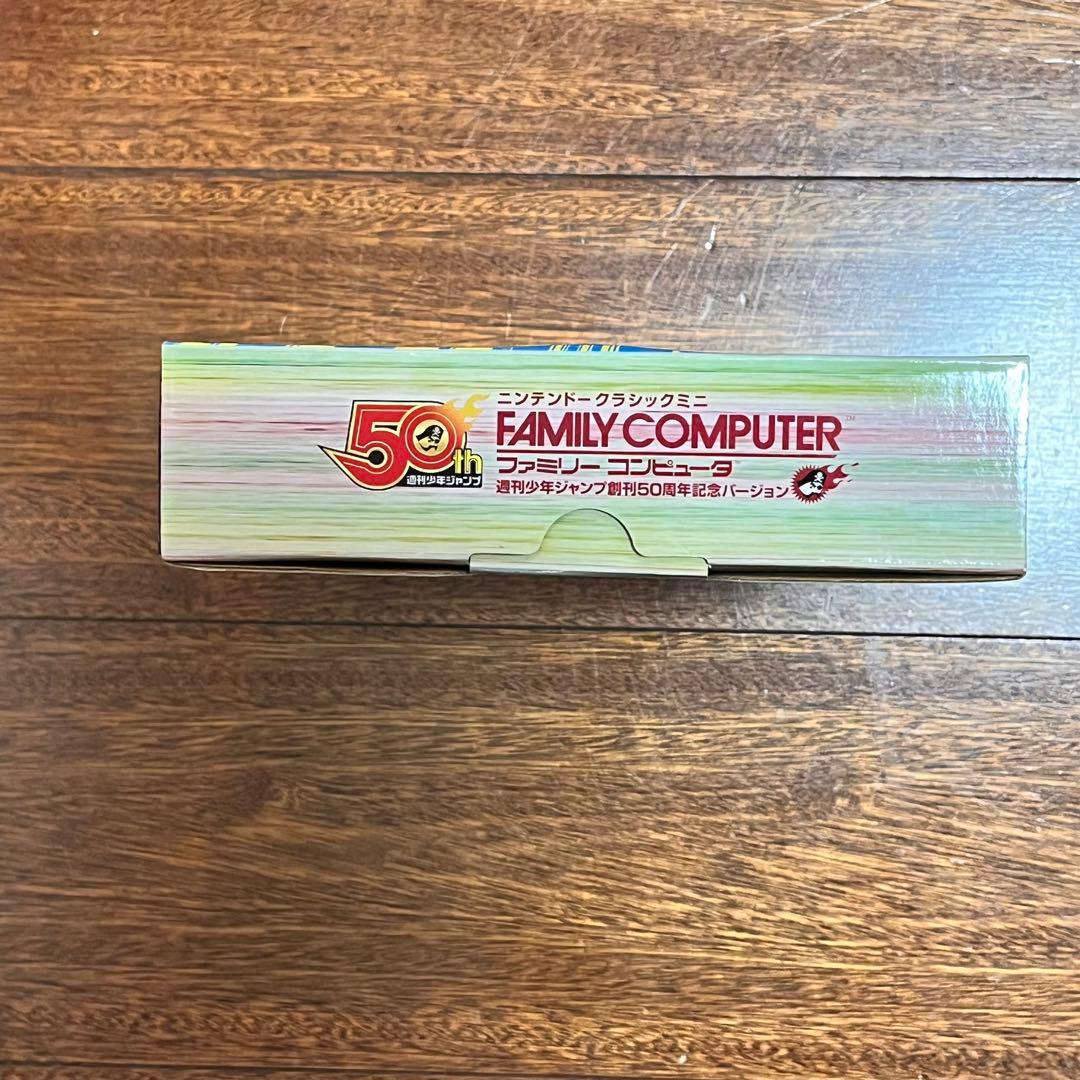 50th
週刊少年ジャンプ
ニンテンドークラシックミニ
FAMILY COMPUTER™
ファミリー コンピュータ
週刊少年ジャンプ創刊50周年記念バージョン